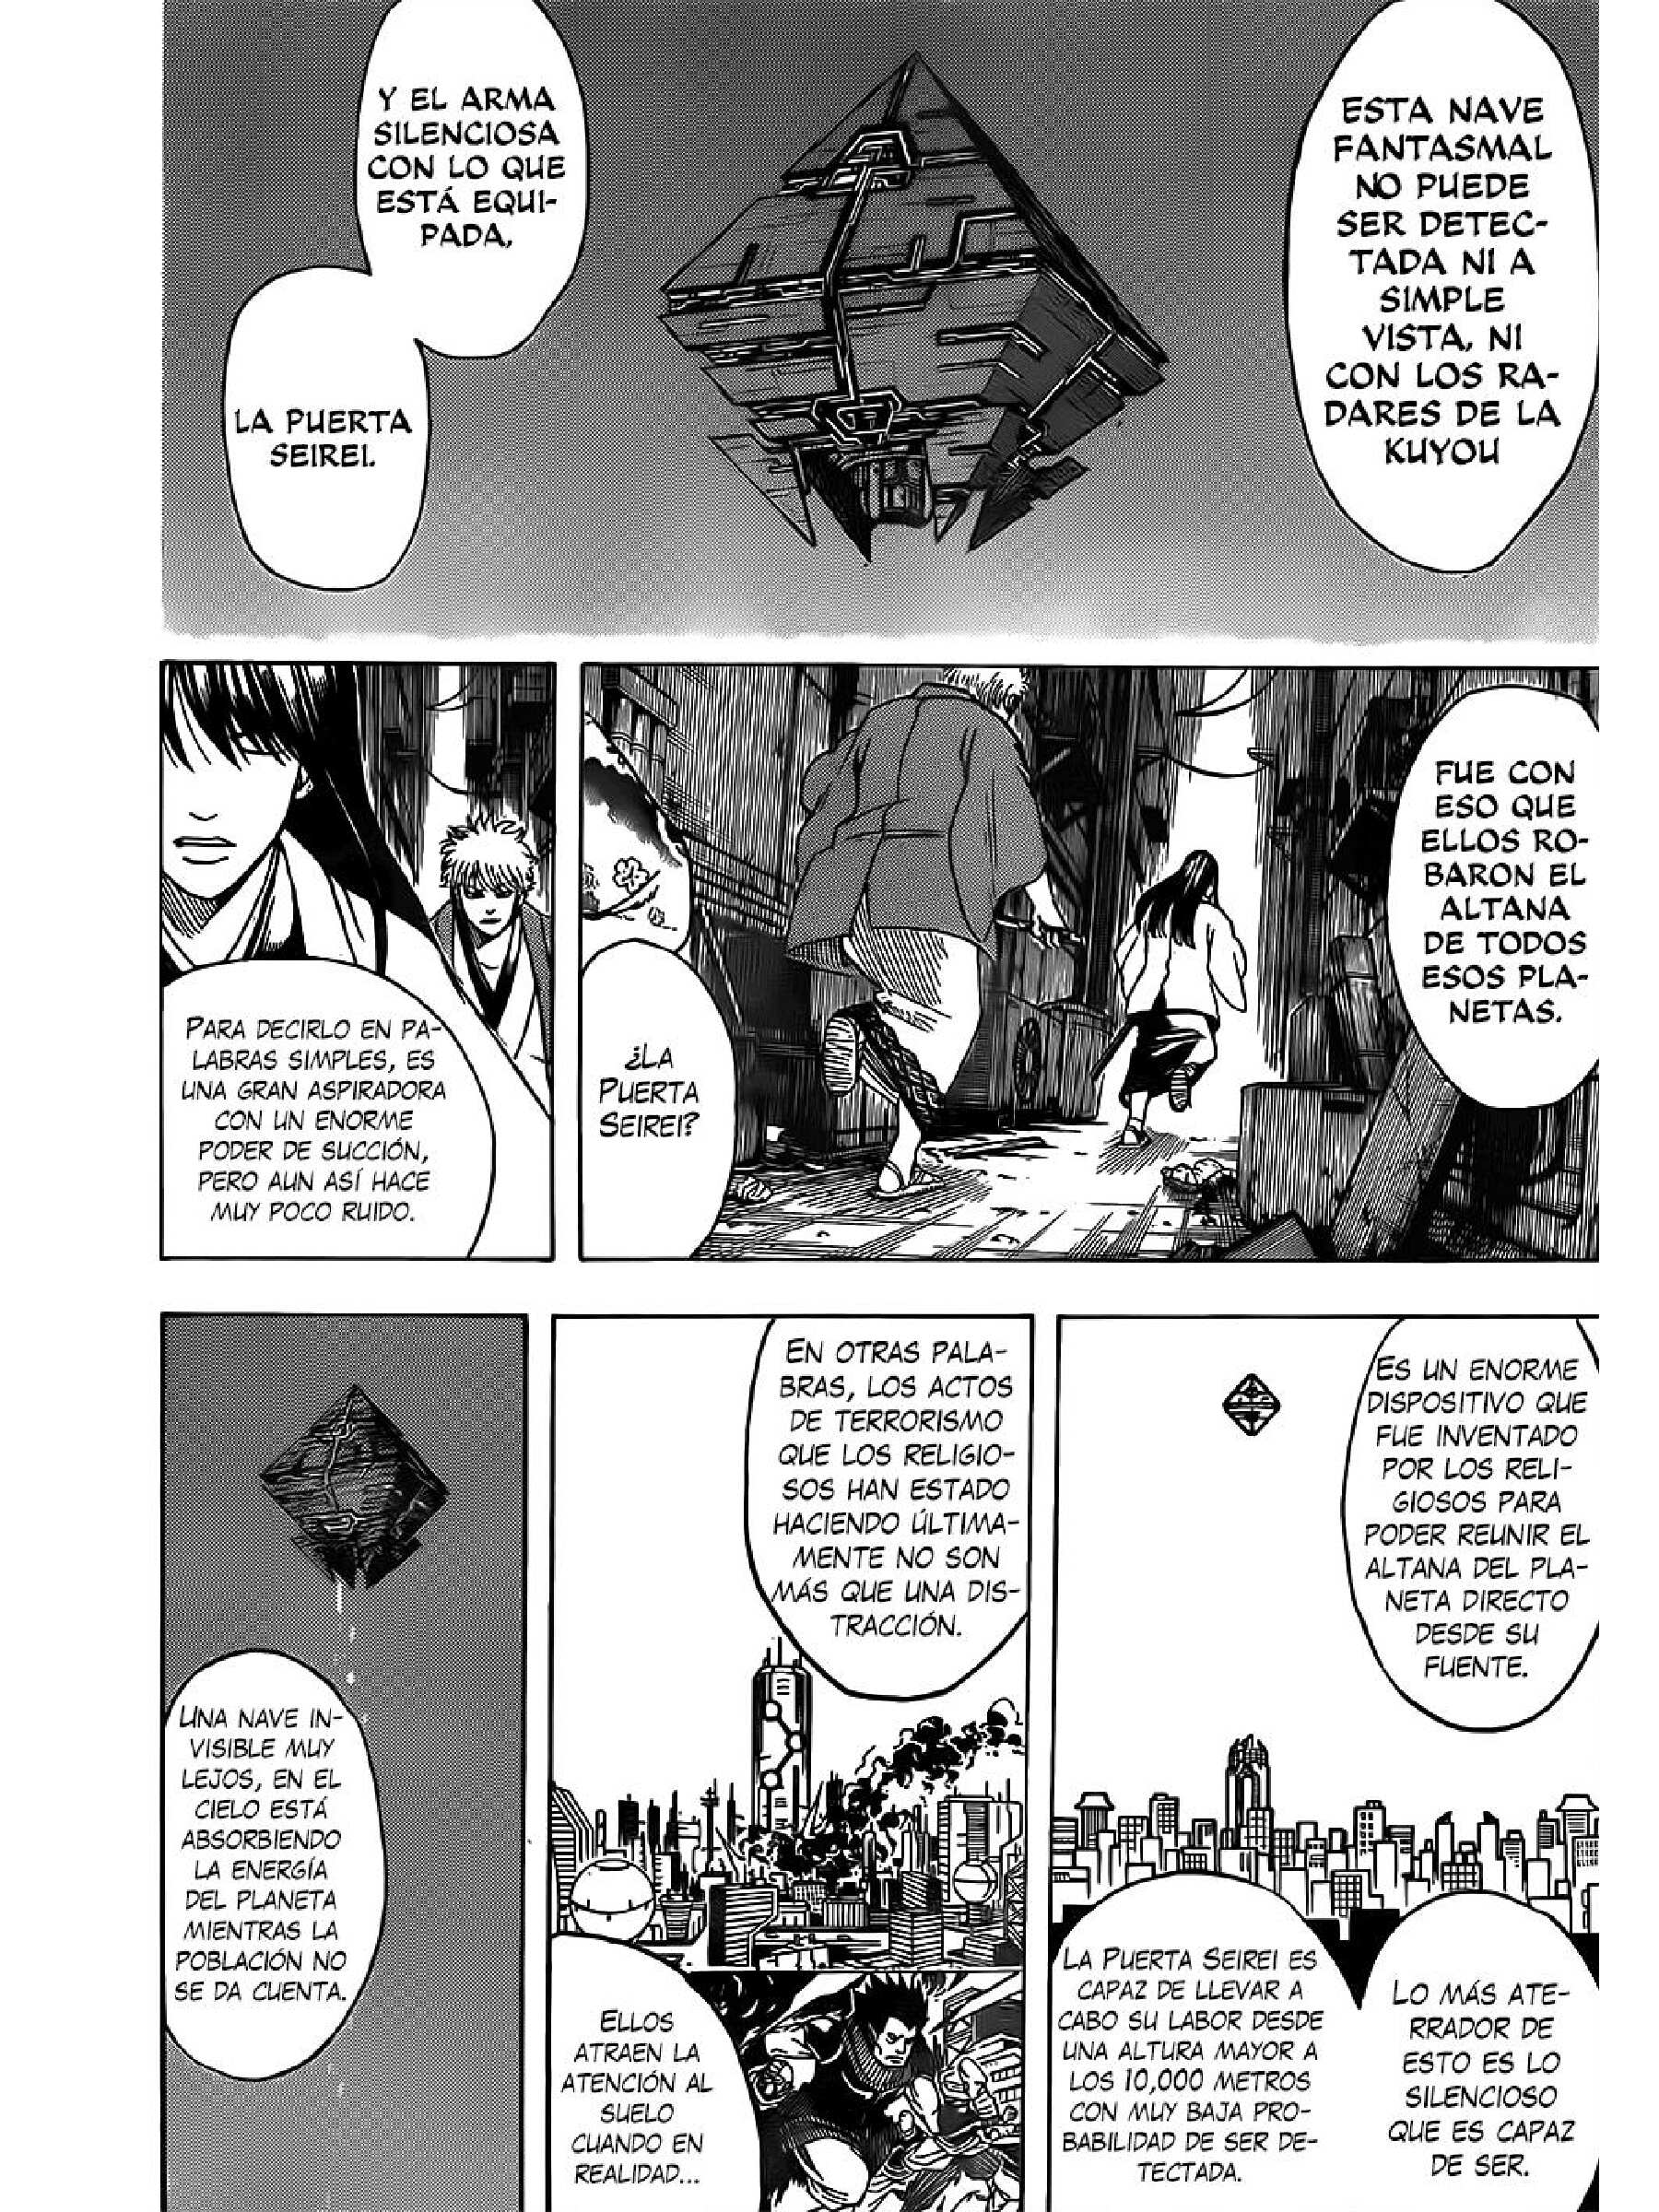 ESTA NAVE
FANTASMAL
NO PUEDE
SER DETEC-
TADA NI A
SIMPLE
VISTA, NI
CON LOS RA-
DARES DE LA
KUYOU
Y EL ARMA
SILENCIOSA
CON LO QUE
ESTÁ EQUI-
PADA,
LA PUERTA
SEIREI.
FUE CON
ESO QUE
ELLOS RO-
BARON EL
ALTANA
DE TODOS
ESOS PLA-
NETAS.
¿LA
PUERTA
SEIREI?
PARA DECIRLO EN PA-
LABRAS SIMPLES, ES
UNA GRAN ASPIRADORA
CON UN ENORME
PODER DE SUCCIÓN,
PERO AUN ASÍ HACE
MUY POCO RUIDO.
ES UN ENORME
DISPOSITIVO QUE
FUE INVENTADO
POR LOS RELI-
GIOSOS PARA
PODER REUNIR EL
ALTANA DEL PLA-
NETA DIRECTO
DESDE SU
FUENTE.
LO MÁS ATE-
RRADOR DE
ESTO ES LO
SILENCIOSO
QUE ES CAPAZ
DE SER.
LA PUERTA SEIREI ES
CAPAZ DE LLEVAR A
CABO SU LABOR DESDE
UNA ALTURA MAYOR A
LOS 10,000 METROS
CON MUY BAJA PRO-
BABILIDAD DE SER DE-
TECTADA.
EN OTRAS PALA-
BRAS, LOS ACTOS
DE TERRORISMO
QUE LOS RELIGIO-
SOS HAN ESTADO
HACIENDO ÚLTIMA-
MENTE NO SON
MÁS QUE UNA DIS-
TRACCIÓN.
ELLOS
ATRAEN LA
ATENCIÓN AL
SUELO
CUANDO EN
REALIDAD...
UNA NAVE IN-
VISIBLE MUY
LEJOS, EN EL
CIELO ESTÁ
ABSORBIENDO
LA ENERGÍA
DEL PLANETA
MIENTRAS LA
POBLACIÓN NO
SE DA CUENTA.